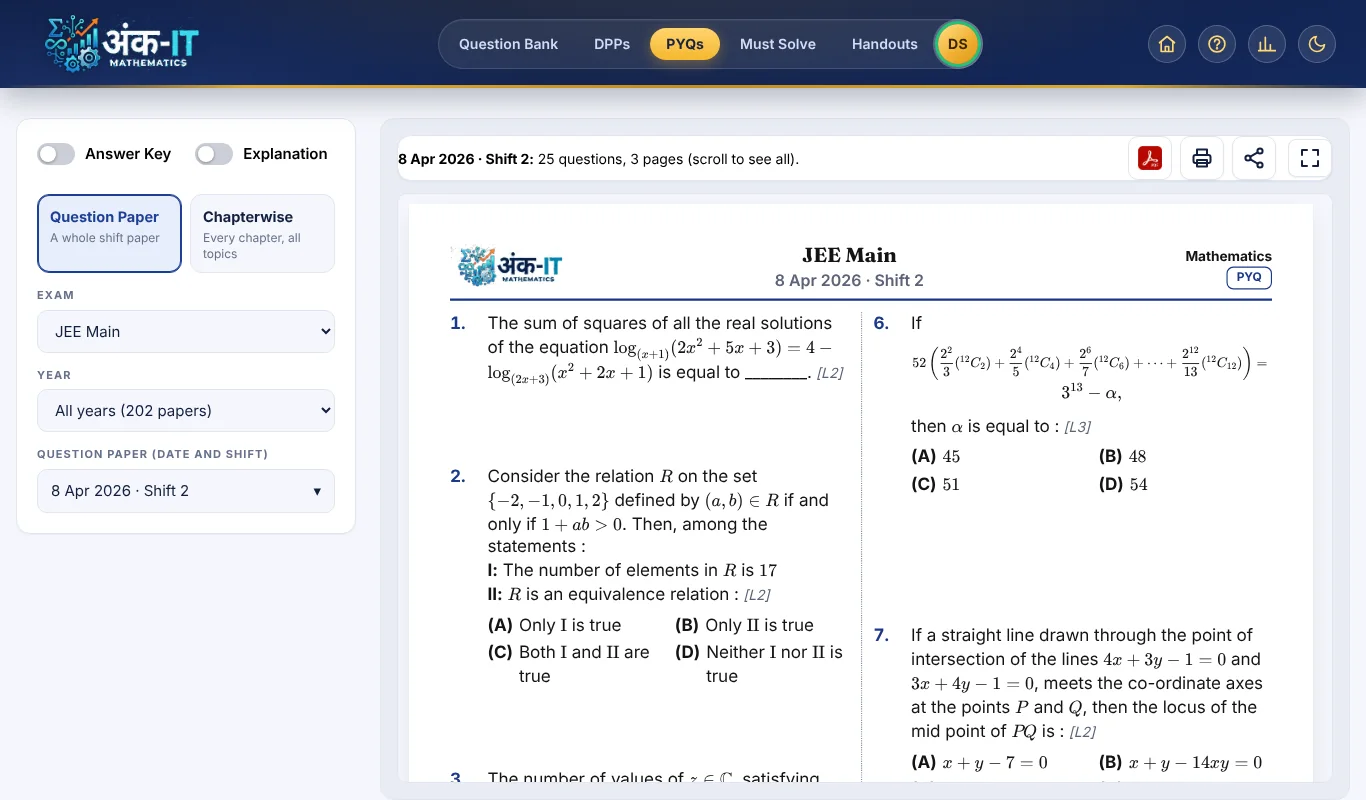 अंक-IT
MATHEMATICS
Question Bank
DPPs
PYQs
Must Solve
Handouts
DS
Answer Key
Explanation
Question Paper
A whole shift paper
Chapterwise
Every chapter, all
topics
EXAM
JEE Main
YEAR
All years (202 papers)
QUESTION PAPER (DATE AND SHIFT)
8 Apr 2026 · Shift 2
8 Apr 2026 · Shift 2: 25 questions, 3 pages (scroll to see all).
अंक-IT
MATHEMATICS
JEE Main
8 Apr 2026 · Shift 2
Mathematics
PYQ
1. The sum of squares of all the real solutions
of the equation log₍ₓ₊₁₎(2x² + 5x + 3) = 4 −
log₍₂ₓ₊₃₎(x² + 2x + 1) is equal to ________. [L2]
2. Consider the relation R on the set
{−2, −1, 0, 1, 2} defined by (a, b) ∈ R if and
only if 1 + ab > 0. Then, among the
statements :
I: The number of elements in R is 17
II: R is an equivalence relation : [L2]
(A) Only I is true (B) Only II is true
(C) Both I and II are (D) Neither I nor II is
true true
3. The number of values of z ∈ ℂ, satisfying
6. If
52 (2²/3 (¹²C₂) + 2⁴/5 (¹²C₄) + 2⁶/7 (¹²C₆) + ⋯ + 2¹²/13 (¹²C₁₂)) =
3¹³ − α,
then α is equal to : [L3]
(A) 45 (B) 48
(C) 51 (D) 54
7. If a straight line drawn through the point of
intersection of the lines 4x + 3y − 1 = 0 and
3x + 4y − 1 = 0, meets the co-ordinate axes
at the points P and Q, then the locus of the
mid point of PQ is : [L2]
(A) x + y − 7 = 0 (B) x + y − 14xy = 0